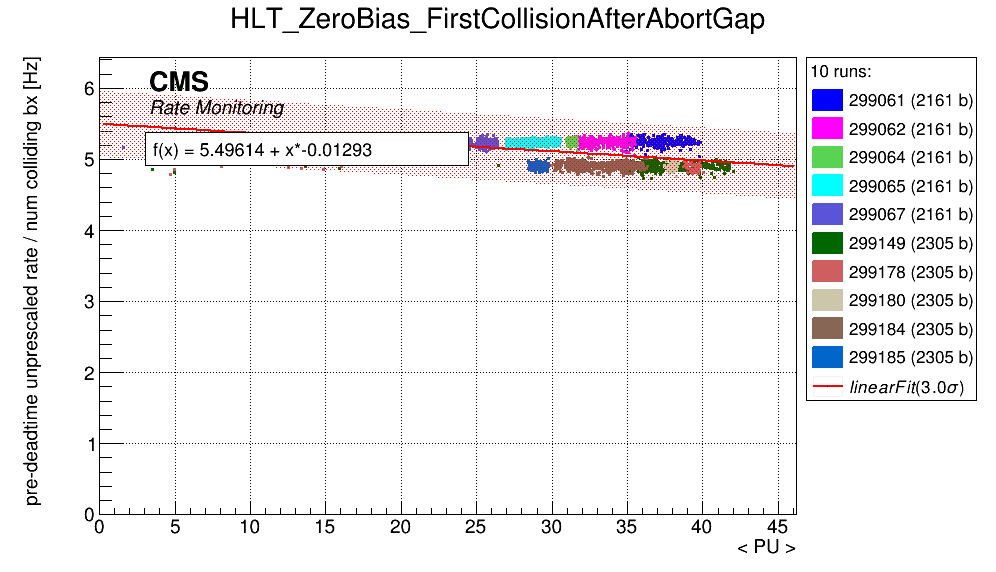 HLT_ZeroBias_FirstCollisionAfterAbortGap
pre-deadtime unprescaled rate / num colliding bx [Hz]
CMS
Rate Monitoring
f(x) = 5.49614 + x*-0.01293
6
5
4
3
2
1
0
0 5 10 15 20 25 30 35 40 45
< PU >
10 runs:
299061 (2161 b)
299062 (2161 b)
299064 (2161 b)
299065 (2161 b)
299067 (2161 b)
299149 (2305 b)
299178 (2305 b)
299180 (2305 b)
299184 (2305 b)
299185 (2305 b)
linearFit(3.0σ)